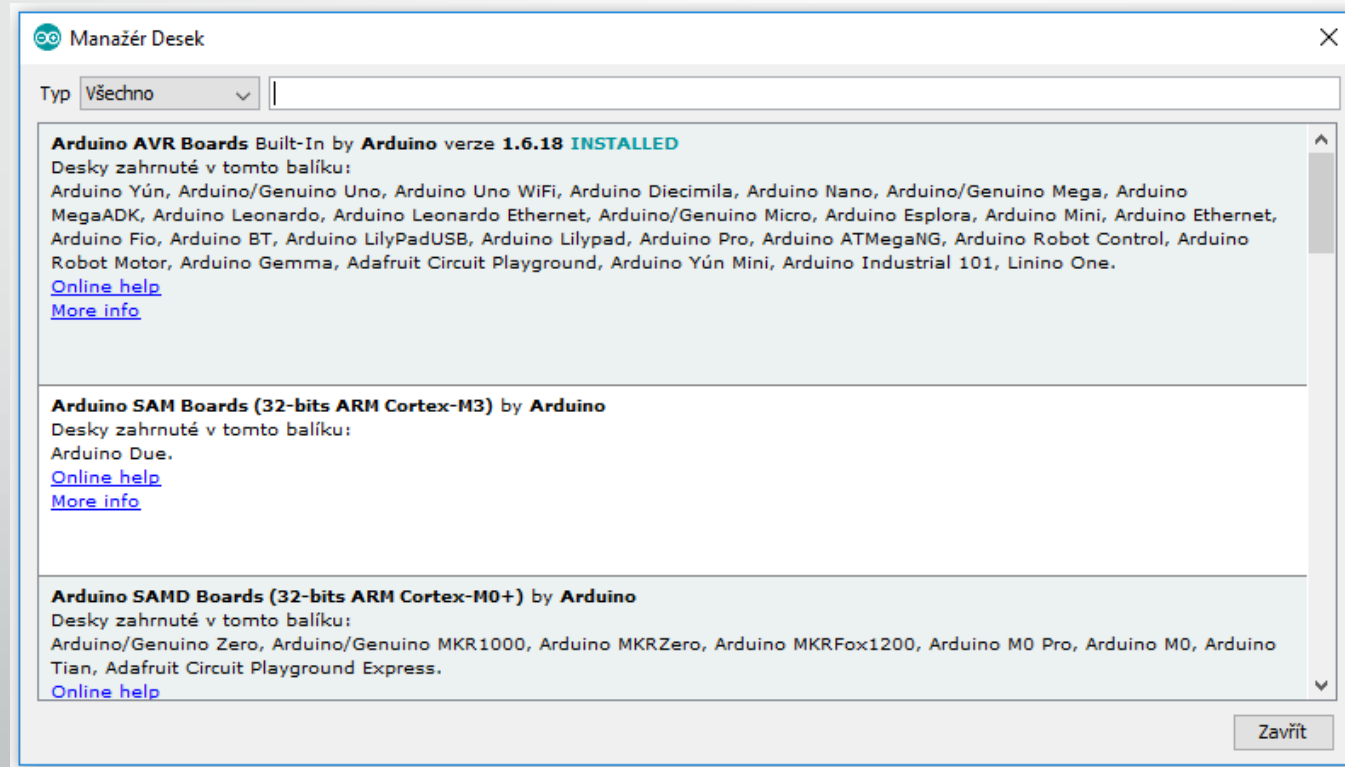 Manažér Desek
Typ Všechno
Arduino AVR Boards Built-In by Arduino verze 1.6.18 INSTALLED
Desky zahrnuté v tomto balíku:
Arduino Yún, Arduino/Genuino Uno, Arduino Uno WiFi, Arduino Diecimila, Arduino Nano, Arduino/Genuino Mega, Arduino
MegaADK, Arduino Leonardo, Arduino Leonardo Ethernet, Arduino/Genuino Micro, Arduino Esplora, Arduino Mini, Arduino Ethernet,
Arduino Fio, Arduino BT, Arduino LilyPadUSB, Arduino Lilypad, Arduino Pro, Arduino ATMegaNG, Arduino Robot Control, Arduino
Robot Motor, Arduino Gemma, Adafruit Circuit Playground, Arduino Yún Mini, Arduino Industrial 101, Linino One.
Online help
More info
Arduino SAM Boards (32-bits ARM Cortex-M3) by Arduino
Desky zahrnuté v tomto balíku:
Arduino Due.
Online help
More info
Arduino SAMD Boards (32-bits ARM Cortex-M0+) by Arduino
Desky zahrnuté v tomto balíku:
Arduino/Genuino Zero, Arduino/Genuino MKR1000, Arduino MKRZero, Arduino MKRFox1200, Arduino M0 Pro, Arduino M0, Arduino
Tian, Adafruit Circuit Playground Express.
Online help
Zavřít